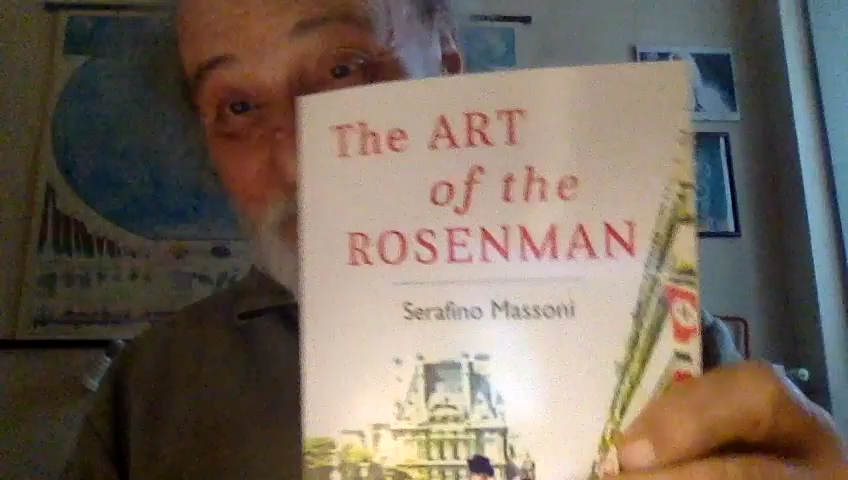 The ART
of the
ROSENMAN
Serafino Massoni